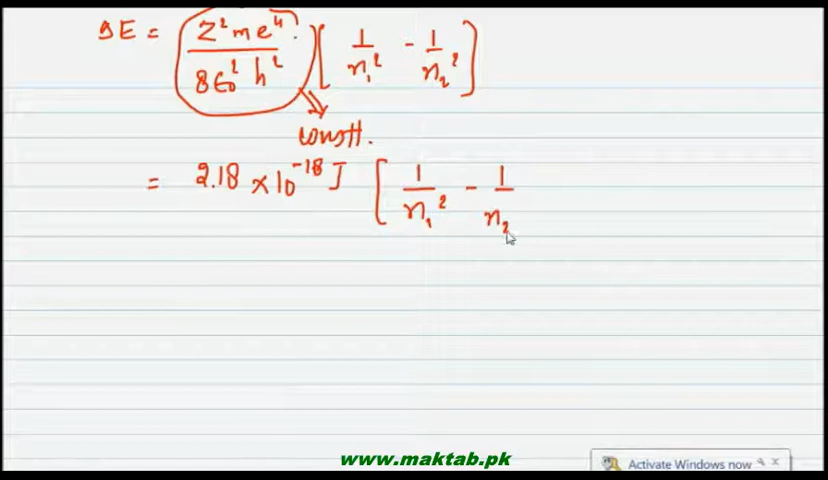 ΔE = Z²me⁴ / 8ε₀²h² [ 1/n₁² - 1/n₂² ]
constt.
= 2.18 × 10⁻¹⁸ J [ 1/n₁² - 1/n₂
www.maktab.pk
Activate Windows now